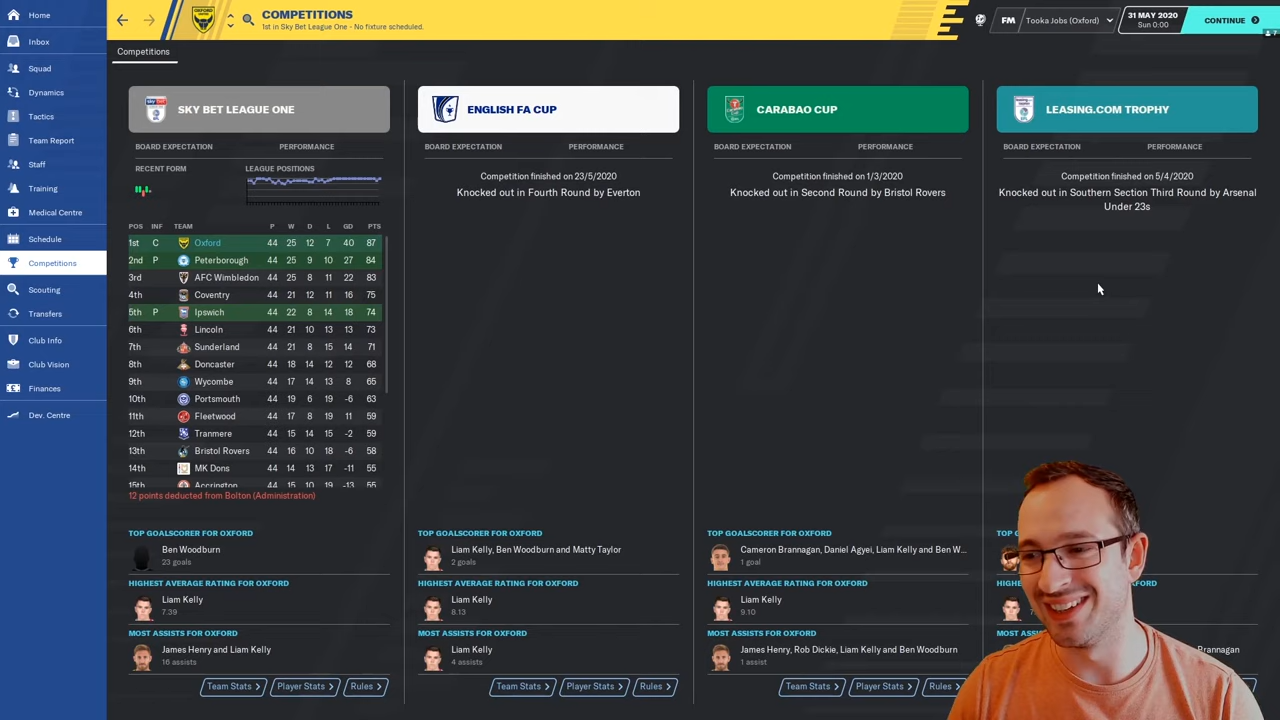 Home
Inbox
Squad
Dynamics
Tactics
Team Report
Staff
Training
Medical Centre
Schedule
Competitions
Scouting
Transfers
Club Info
Club Vision
Finances
Dev. Centre
COMPETITIONS
1st in Sky Bet League One - No fixture scheduled.
FM
Tooka Jobs (Oxford)
31 MAY 2020
Sun 0:00
CONTINUE
7
Competitions
SKY BET LEAGUE ONE
BOARD EXPECTATION PERFORMANCE
RECENT FORM LEAGUE POSITIONS
POS INF TEAM P W D L GD PTS
1st C Oxford 44 25 12 7 40 87
2nd P Peterborough 44 25 9 10 27 84
3rd AFC Wimbledon 44 25 8 11 22 83
4th Coventry 44 21 12 11 16 75
5th P Ipswich 44 22 8 14 18 74
6th Lincoln 44 21 10 13 13 73
7th Sunderland 44 21 8 15 14 71
8th Doncaster 44 18 14 12 12 68
9th Wycombe 44 17 14 13 8 65
10th Portsmouth 44 19 6 19 -6 63
11th Fleetwood 44 17 8 19 11 59
12th Tranmere 44 15 14 15 -2 59
13th Bristol Rovers 44 16 10 18 -6 58
14th MK Dons 44 14 13 17 -11 55
15th Accrington 44 15 10 19 -13 55
12 points deducted from Bolton (Administration)
TOP GOALSCORER FOR OXFORD
Ben Woodburn
23 goals
HIGHEST AVERAGE RATING FOR OXFORD
Liam Kelly
7.39
MOST ASSISTS FOR OXFORD
James Henry and Liam Kelly
16 assists
Team Stats Player Stats Rules
ENGLISH FA CUP
BOARD EXPECTATION PERFORMANCE
Competition finished on 23/5/2020
Knocked out in Fourth Round by Everton
TOP GOALSCORER FOR OXFORD
Liam Kelly, Ben Woodburn and Matty Taylor
2 goals
HIGHEST AVERAGE RATING FOR OXFORD
Liam Kelly
8.13
MOST ASSISTS FOR OXFORD
Liam Kelly
4 assists
Team Stats Player Stats Rules
CARABAO CUP
BOARD EXPECTATION PERFORMANCE
Competition finished on 1/3/2020
Knocked out in Second Round by Bristol Rovers
TOP GOALSCORER FOR OXFORD
Cameron Brannagan, Daniel Agyei, Liam Kelly and Ben W...
1 goal
HIGHEST AVERAGE RATING FOR OXFORD
Liam Kelly
9.10
MOST ASSISTS FOR OXFORD
James Henry, Rob Dickie, Liam Kelly and Ben Woodburn
1 assist
Team Stats Player Stats Rules
LEASING.COM TROPHY
BOARD EXPECTATION PERFORMANCE
Competition finished on 5/4/2020
Knocked out in Southern Section Third Round by Arsenal
Under 23s
OXFORD
Brannagan